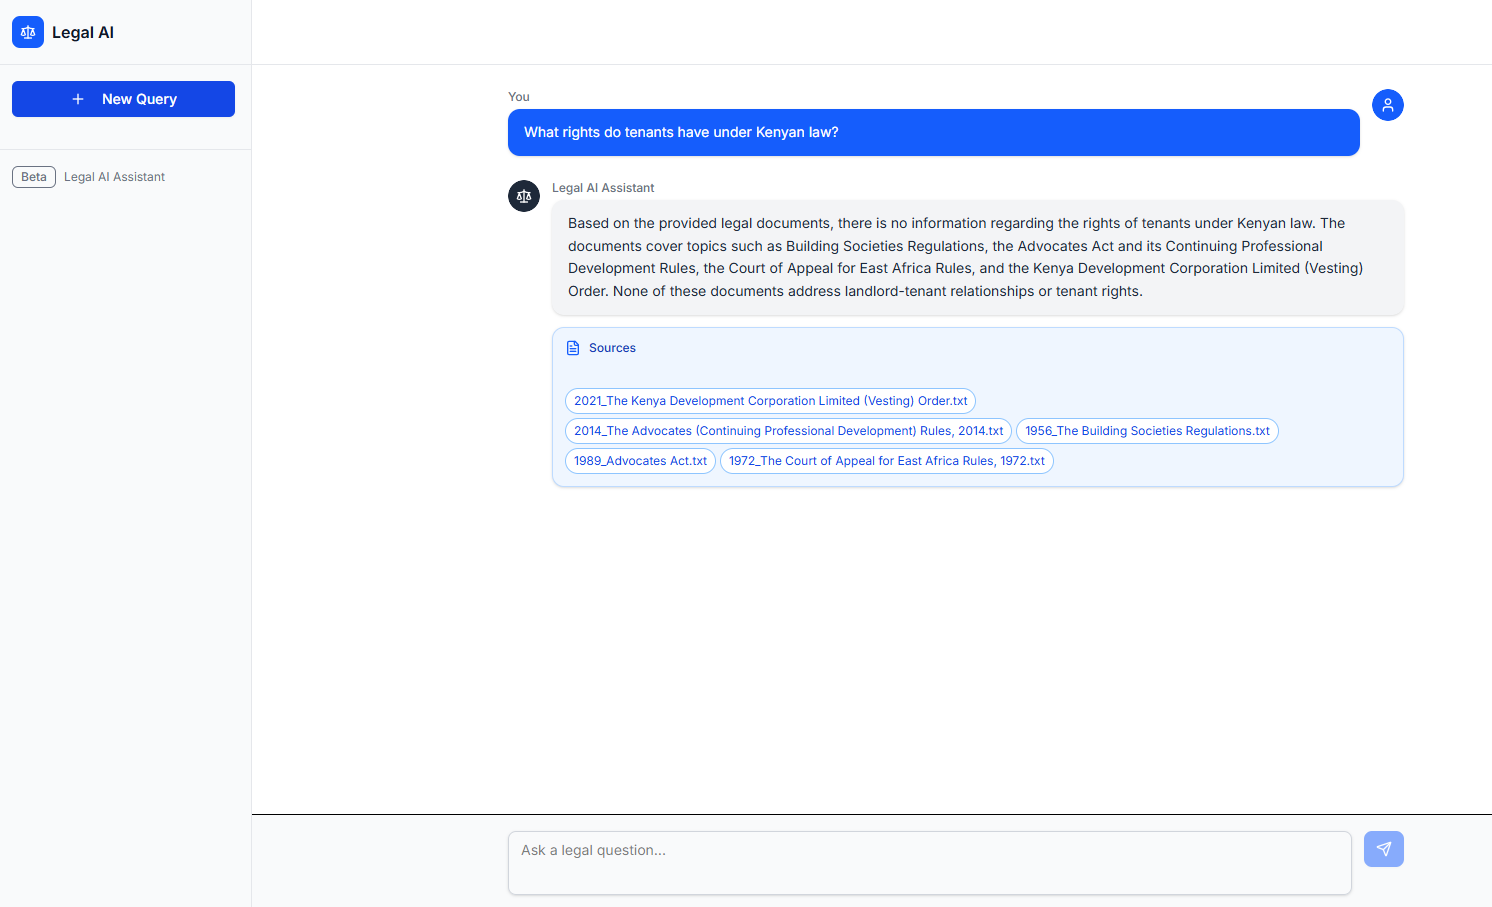 Legal AI
New Query
Beta Legal AI Assistant
You
What rights do tenants have under Kenyan law?
Legal AI Assistant
Based on the provided legal documents, there is no information regarding the rights of tenants under Kenyan law. The
documents cover topics such as Building Societies Regulations, the Advocates Act and its Continuing Professional
Development Rules, the Court of Appeal for East Africa Rules, and the Kenya Development Corporation Limited (Vesting)
Order. None of these documents address landlord-tenant relationships or tenant rights.
Sources
2021_The Kenya Development Corporation Limited (Vesting) Order.txt
2014_The Advocates (Continuing Professional Development) Rules, 2014.txt 1956_The Building Societies Regulations.txt
1989_Advocates Act.txt 1972_The Court of Appeal for East Africa Rules, 1972.txt
Ask a legal question...